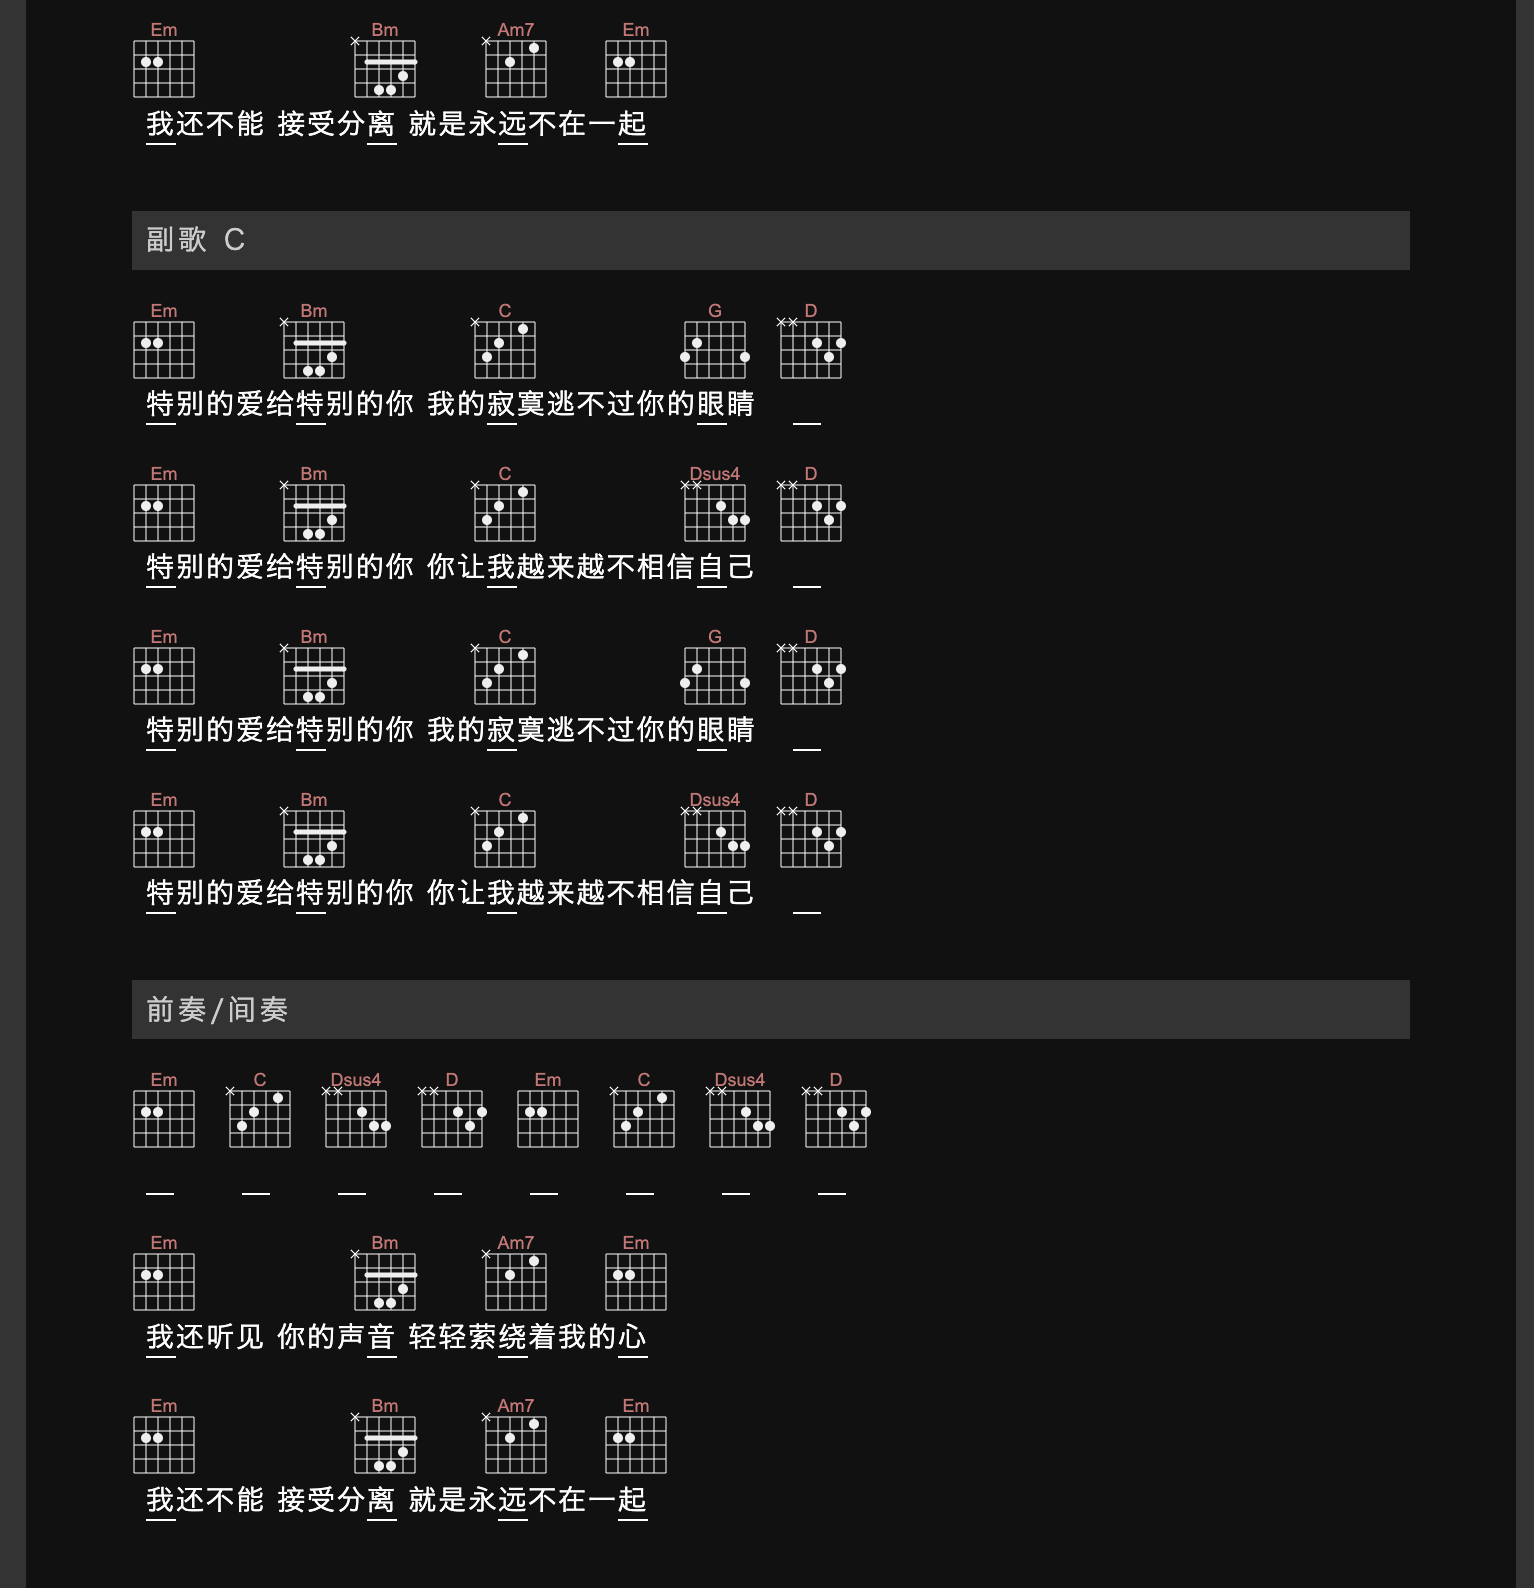 Em Bm Am7 Em
我还不能 接受分离 就是永远不在一起
副歌 C
Em Bm C G D
特别的爱给特别的你 我的寂寞逃不过你的眼睛
Em Bm C Dsus4 D
特别的爱给特别的你 你让我越来越不相信自己
Em Bm C G D
特别的爱给特别的你 我的寂寞逃不过你的眼睛
Em Bm C Dsus4 D
特别的爱给特别的你 你让我越来越不相信自己
前奏/间奏
Em C Dsus4 D Em C Dsus4 D
Em Bm Am7 Em
我还听见 你的声音 轻轻萦绕着我的心
Em Bm Am7 Em
我还不能 接受分离 就是永远不在一起